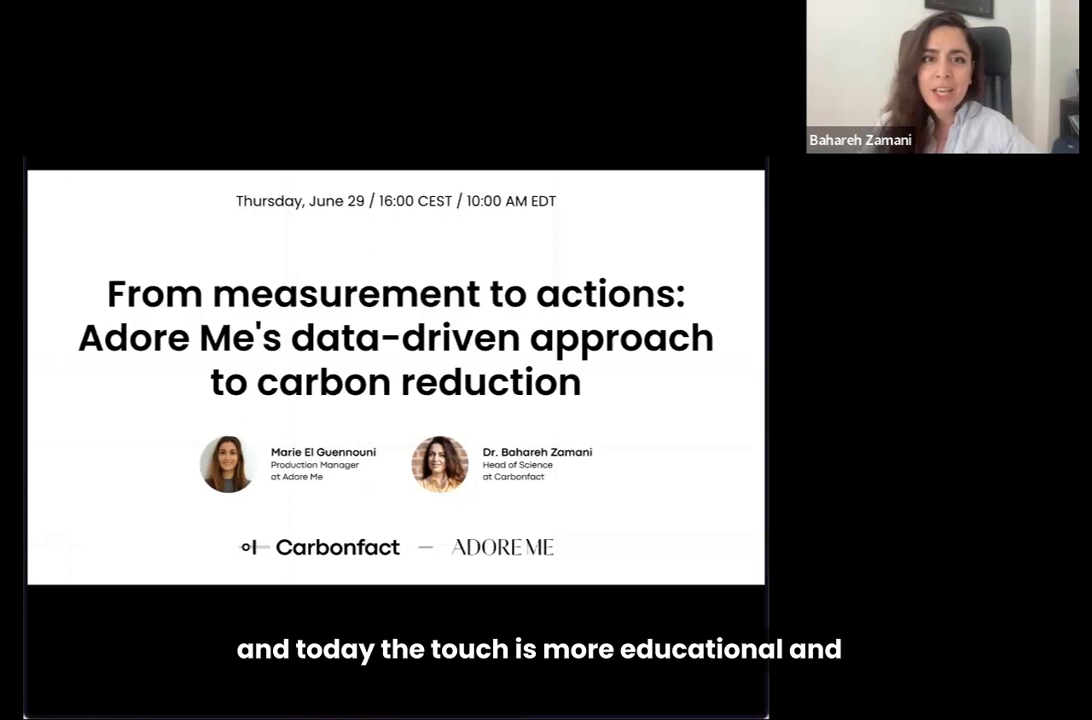 Bahareh Zamani
Thursday, June 29 / 16:00 CEST / 10:00 AM EDT
From measurement to actions:
Adore Me's data-driven approach
to carbon reduction
Marie El Guennouni
Production Manager
at Adore Me
Dr. Bahareh Zamani
Head of Science
at Carbonfact
Carbonfact — ADORE ME
and today the touch is more educational and